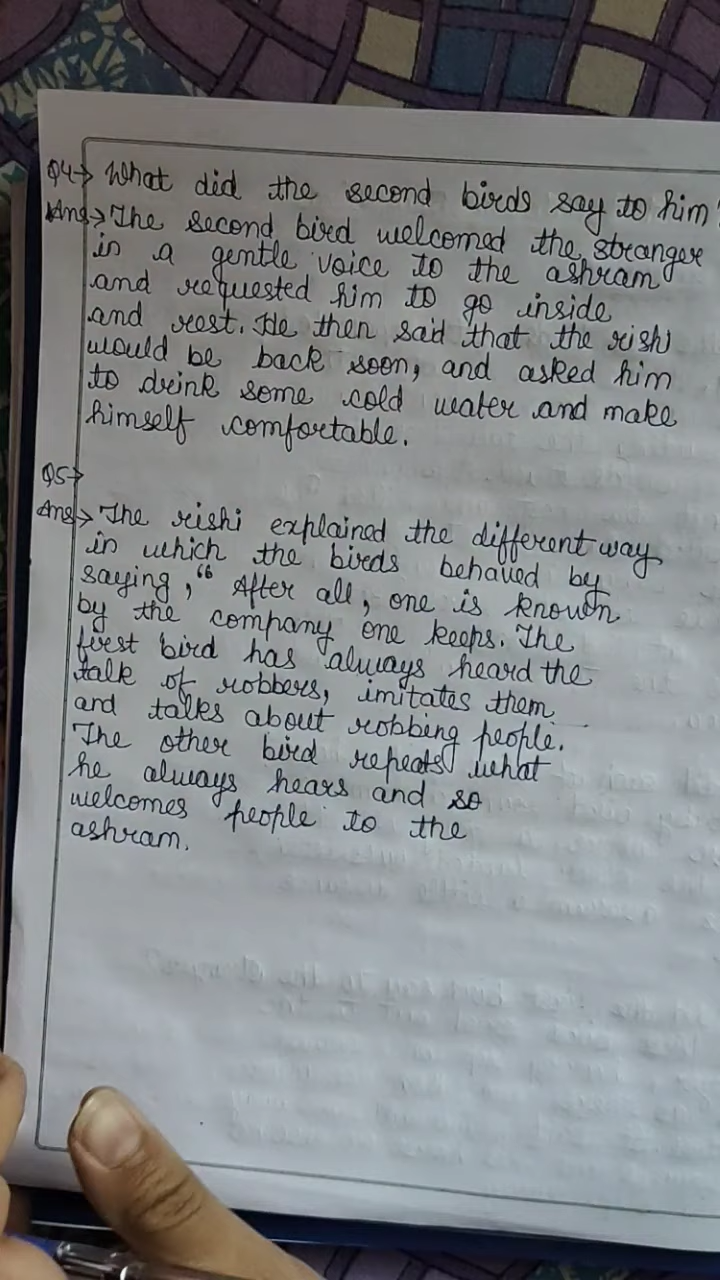 Q4→ What did the second birds say to him?
Ans→ The second bird welcomed the stranger
in a gentle voice to the ashram
and requested him to go inside
and rest. He then said that the rishi
would be back soon, and asked him
to drink some cold water and make
himself comfortable.
Q5→
Ans→ The rishi explained the different way
in which the birds behaved by
saying, “After all, one is known
by the company one keeps. The
first bird has always heard the
talk of robbers, imitates them
and talks about robbing people.
The other bird repeats what
he always hears and so
welcomes people to the
ashram.